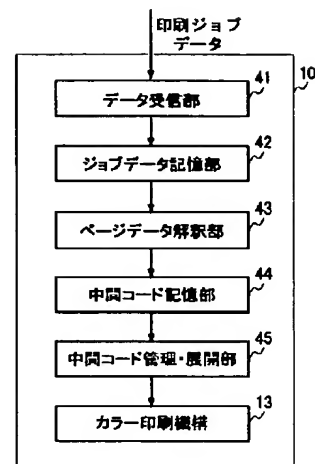 印刷ジョブ
データ
10
41
データ受信部
42
ジョブデータ記憶部
43
ページデータ解釈部
44
中間コード記憶部
45
中間コード管理・展開部
13
カラー印刷機構